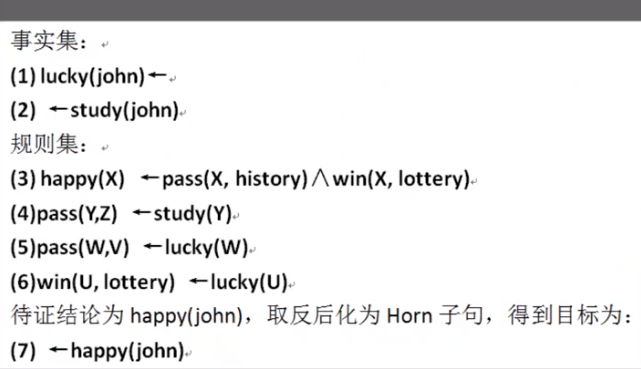 事实集：
(1) lucky(john)←
(2) ←study(john)
规则集：
(3) happy(X) ←pass(X, history)∧win(X, lottery)
(4)pass(Y,Z) ←study(Y)
(5)pass(W,V) ←lucky(W)
(6)win(U, lottery) ←lucky(U)
待证结论为 happy(john)，取反后化为 Horn 子句，得到目标为：
(7) ←happy(john)